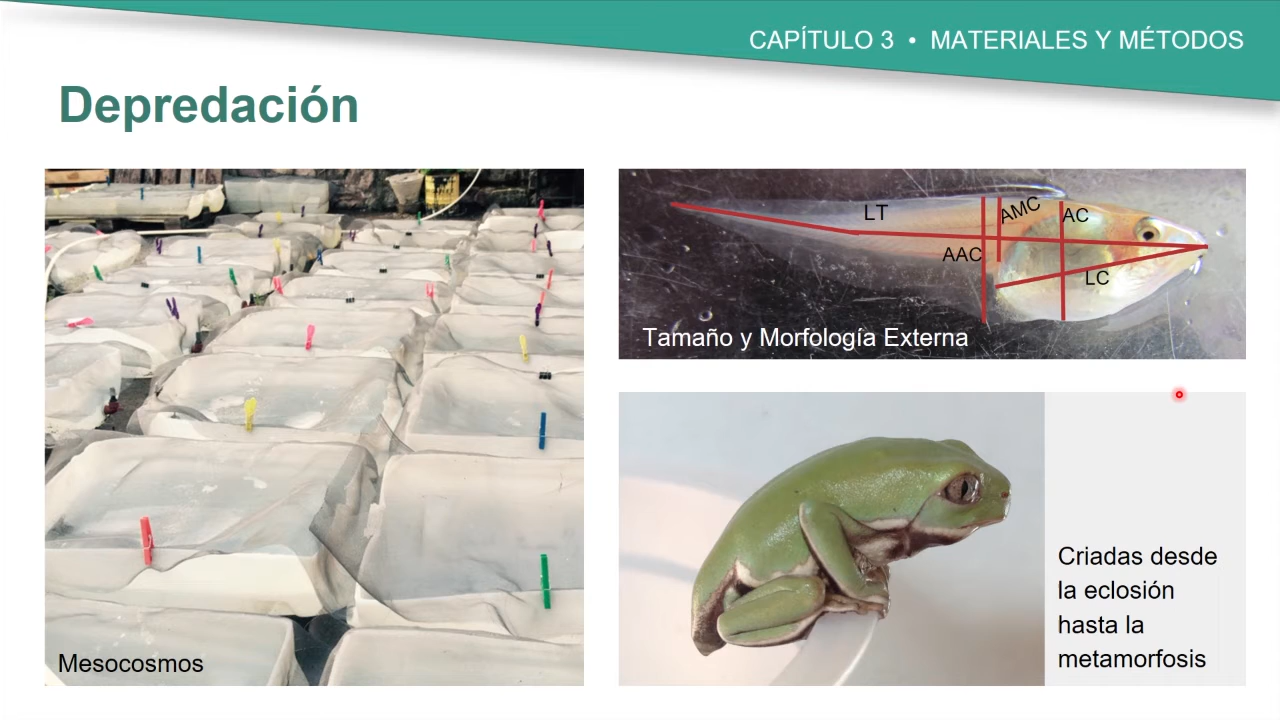 CAPÍTULO 3 • MATERIALES Y MÉTODOS
Depredación
Mesocosmos
LT
AMC
AC
AAC
LC
Tamaño y Morfología Externa
Criadas desde
la eclosión
hasta la
metamorfosis